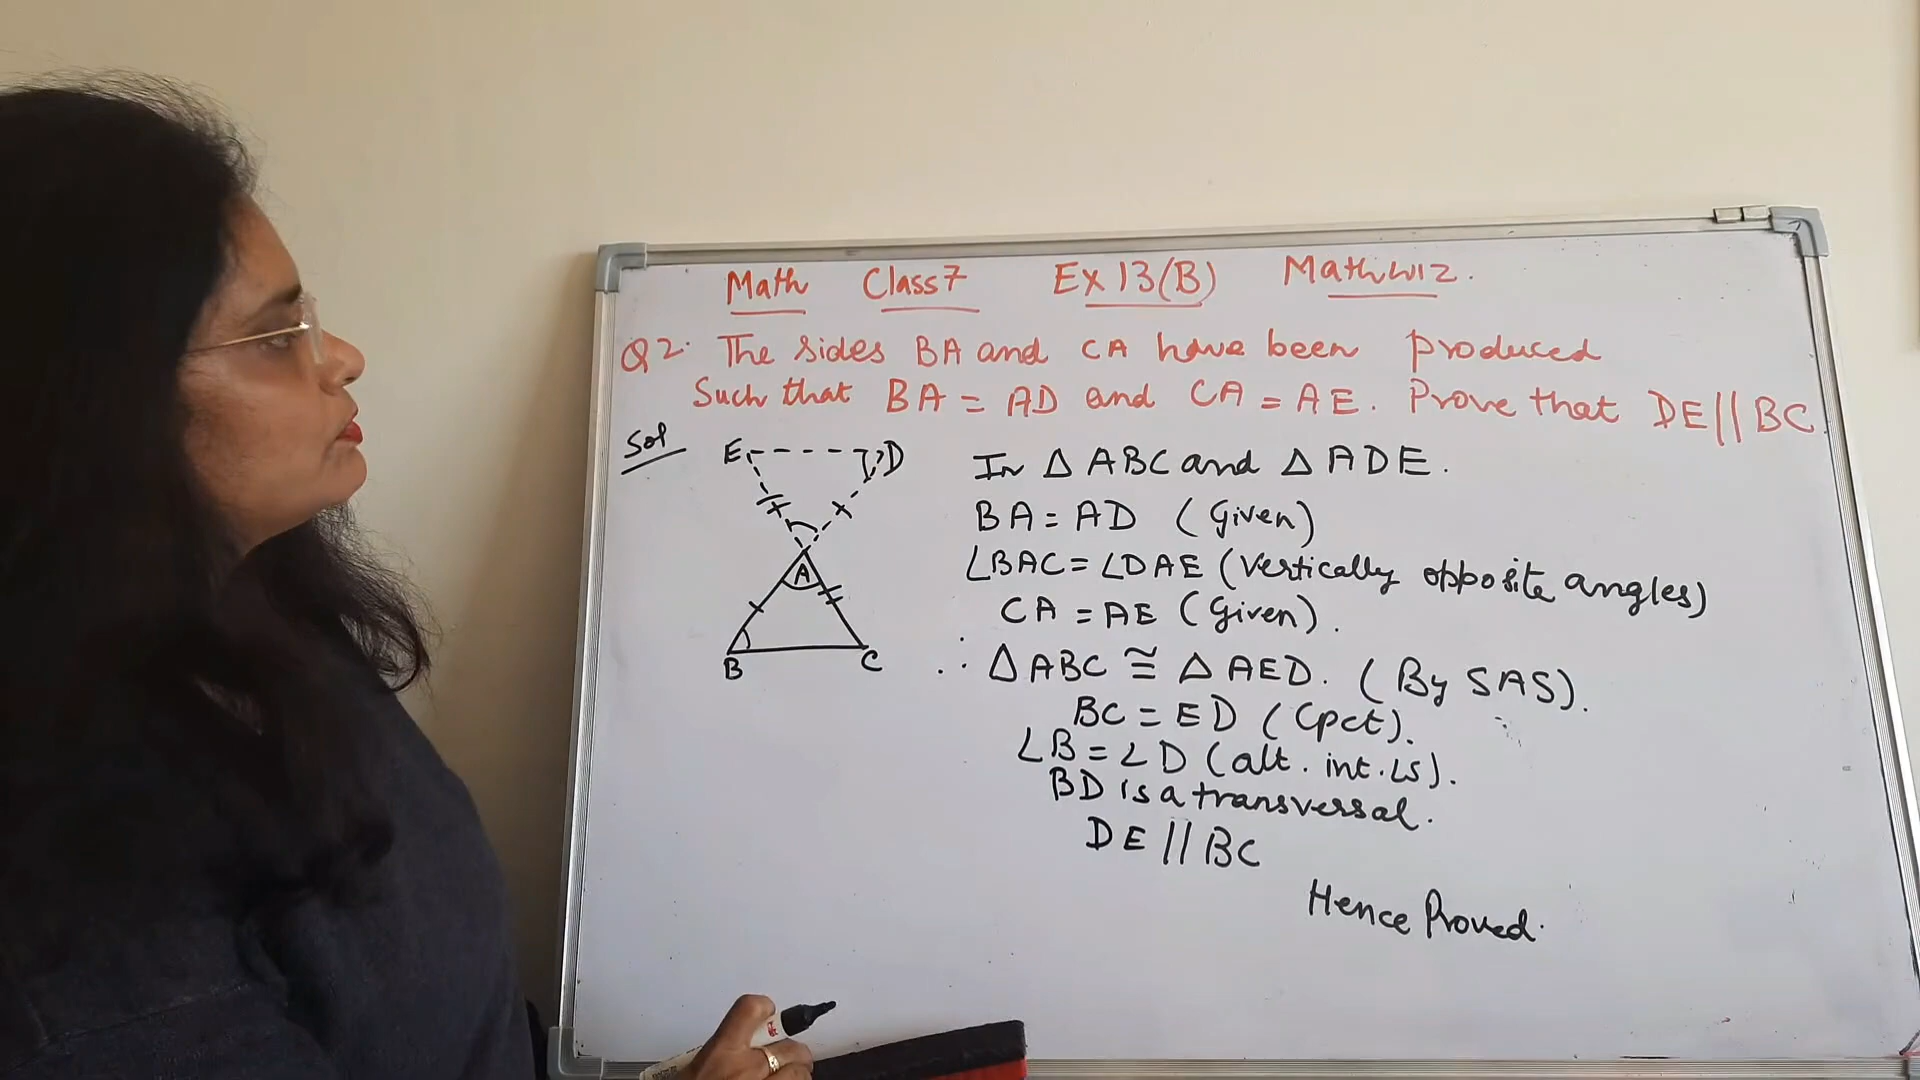 Math Class7 Ex 13(B) Mathwiz.
Q2. The sides BA and CA have been produced
Such that BA = AD and CA = AE. Prove that DE||BC.
Sol
E D
A
B C
In △ ABC and △ ADE.
BA = AD (Given)
∠BAC = ∠DAE (Vertically opposite angles)
CA = AE (Given).
∴ △ABC ≅ △AED. (By SAS).
BC = ED (Cpct).
∠B = ∠D (alt. int. ∠s).
BD is a transversal.
DE || BC
Hence Proved.